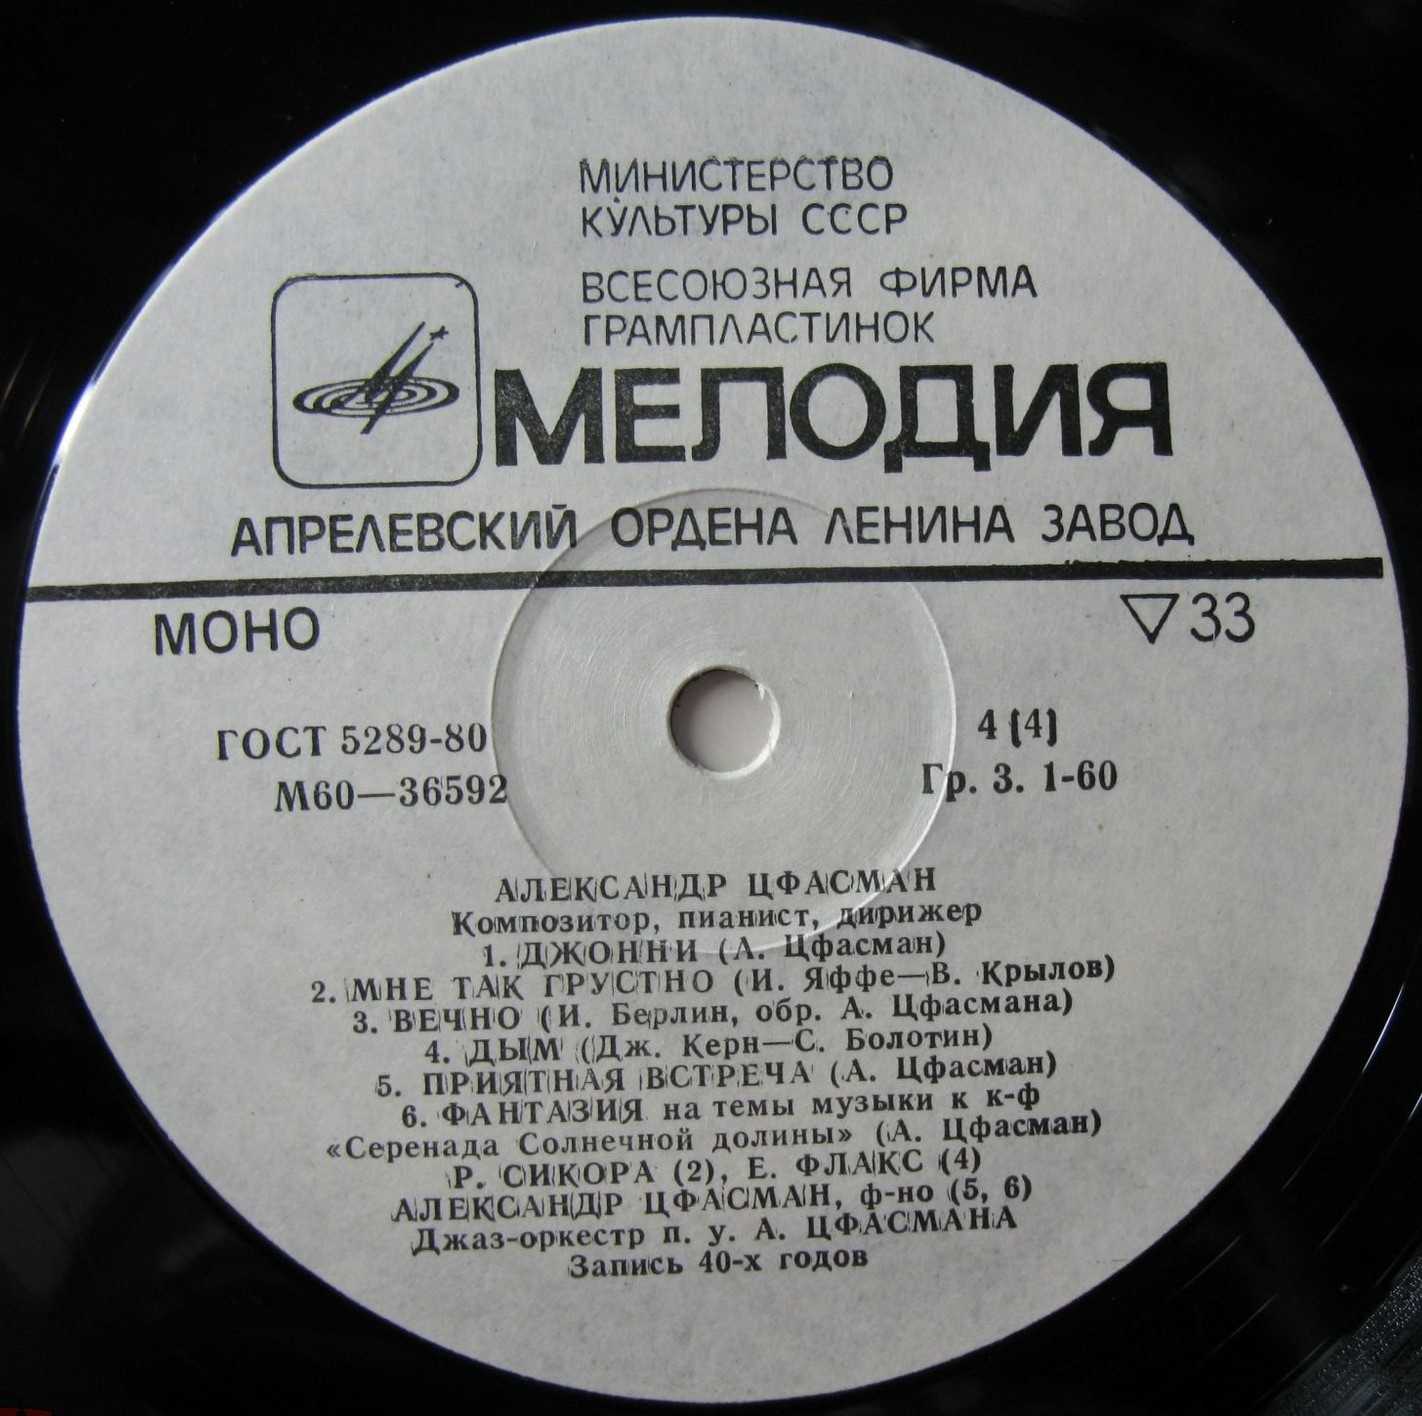 МИНИСТЕРСТВО
КУЛЬТУРЫ СССР
ВСЕСОЮЗНАЯ ФИРМА
ГРАМПЛАСТИНОК
МЕЛОДИЯ
АПРЕЛЕВСКИЙ ОРДЕНА ЛЕНИНА ЗАВОД
МОНО
▽33
ГОСТ 5289-80
4 (4)
М60—36592
Гр. 3. 1-60
АЛЕКСАНДР ЦФАСМАН
Композитор, пианист, дирижер
1. ДЖОННИ (А. Цфасман)
2. МНЕ ТАК ГРУСТНО (И. Яффе—В. Крылов)
3. ВЕЧНО (И. Берлин, обр. А. Цфасмана)
4. ДЫМ (Дж. Керн—С. Болотин)
5. ПРИЯТНАЯ ВСТРЕЧА (А. Цфасман)
6. ФАНТАЗИЯ на темы музыки к к-ф
«Серенада Солнечной долины» (А. Цфасман)
Р. СИКОРА (2), Е. ФЛАКС (4)
АЛЕКСАНДР ЦФАСМАН, ф-но (5, 6)
Джаз-оркестр п. у. А. ЦФАСМАНА
Запись 40-х годов